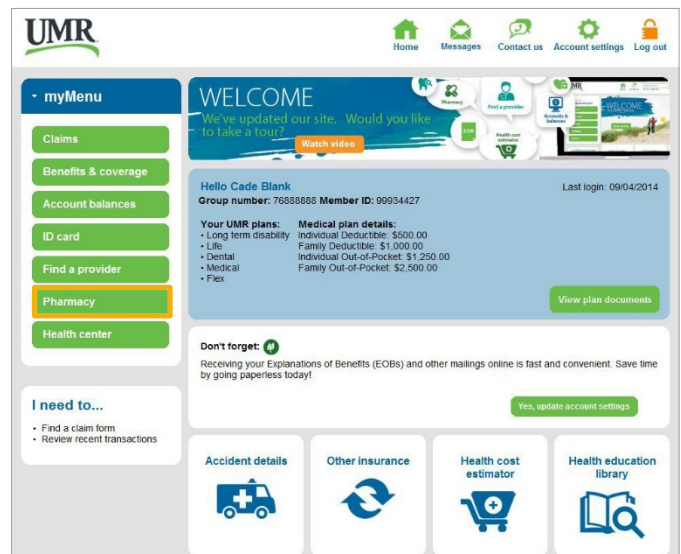 UMR
Home Messages Contact us Account settings Log out
myMenu
Claims
Benefits & coverage
Account balances
ID card
Find a provider
Pharmacy
Health center
I need to...
• Find a claim form
• Review recent transactions
WELCOME
We've updated our site. Would you like
to take a tour?
Watch video
Pharmacy
Find a provider
EOB
Health cost
estimator
Accounts &
balances
UMR
WELCOME
Hello Cade Blank
Last login: 09/04/2014
Group number: 76888888 Member ID: 99934427
Your UMR plans:
• Long term disability
• Life
• Dental
• Medical
• Flex
Medical plan details:
Individual Deductible: $500.00
Family Deductible: $1,000.00
Individual Out-of-Pocket: $1,250.00
Family Out-of-Pocket: $2,500.00
View plan documents
Don't forget:
Receiving your Explanations of Benefits (EOBs) and other mailings online is fast and convenient. Save time
by going paperless today!
Yes, update account settings
Accident details
Other insurance
Health cost
estimator
Health education
library